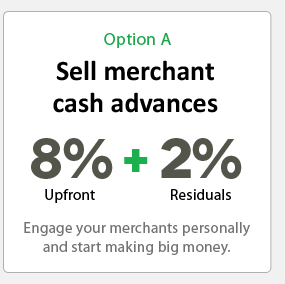 Option A
Sell merchant
cash advances
8% + 2%
Upfront Residuals
Engage your merchants personally
and start making big money.